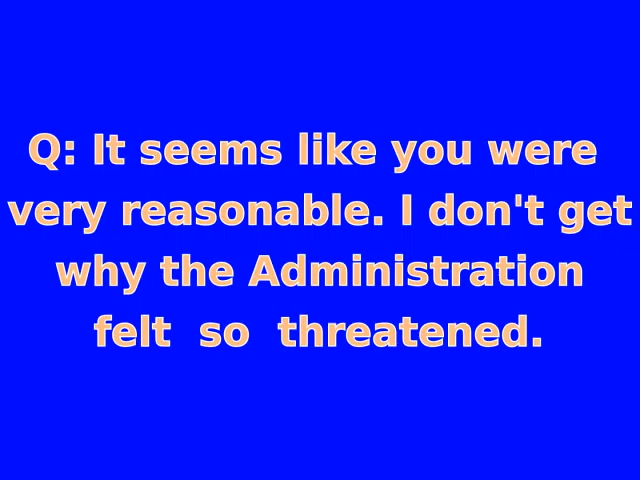 Q: It seems like you were
very reasonable. I don't get
why the Administration
felt so threatened.